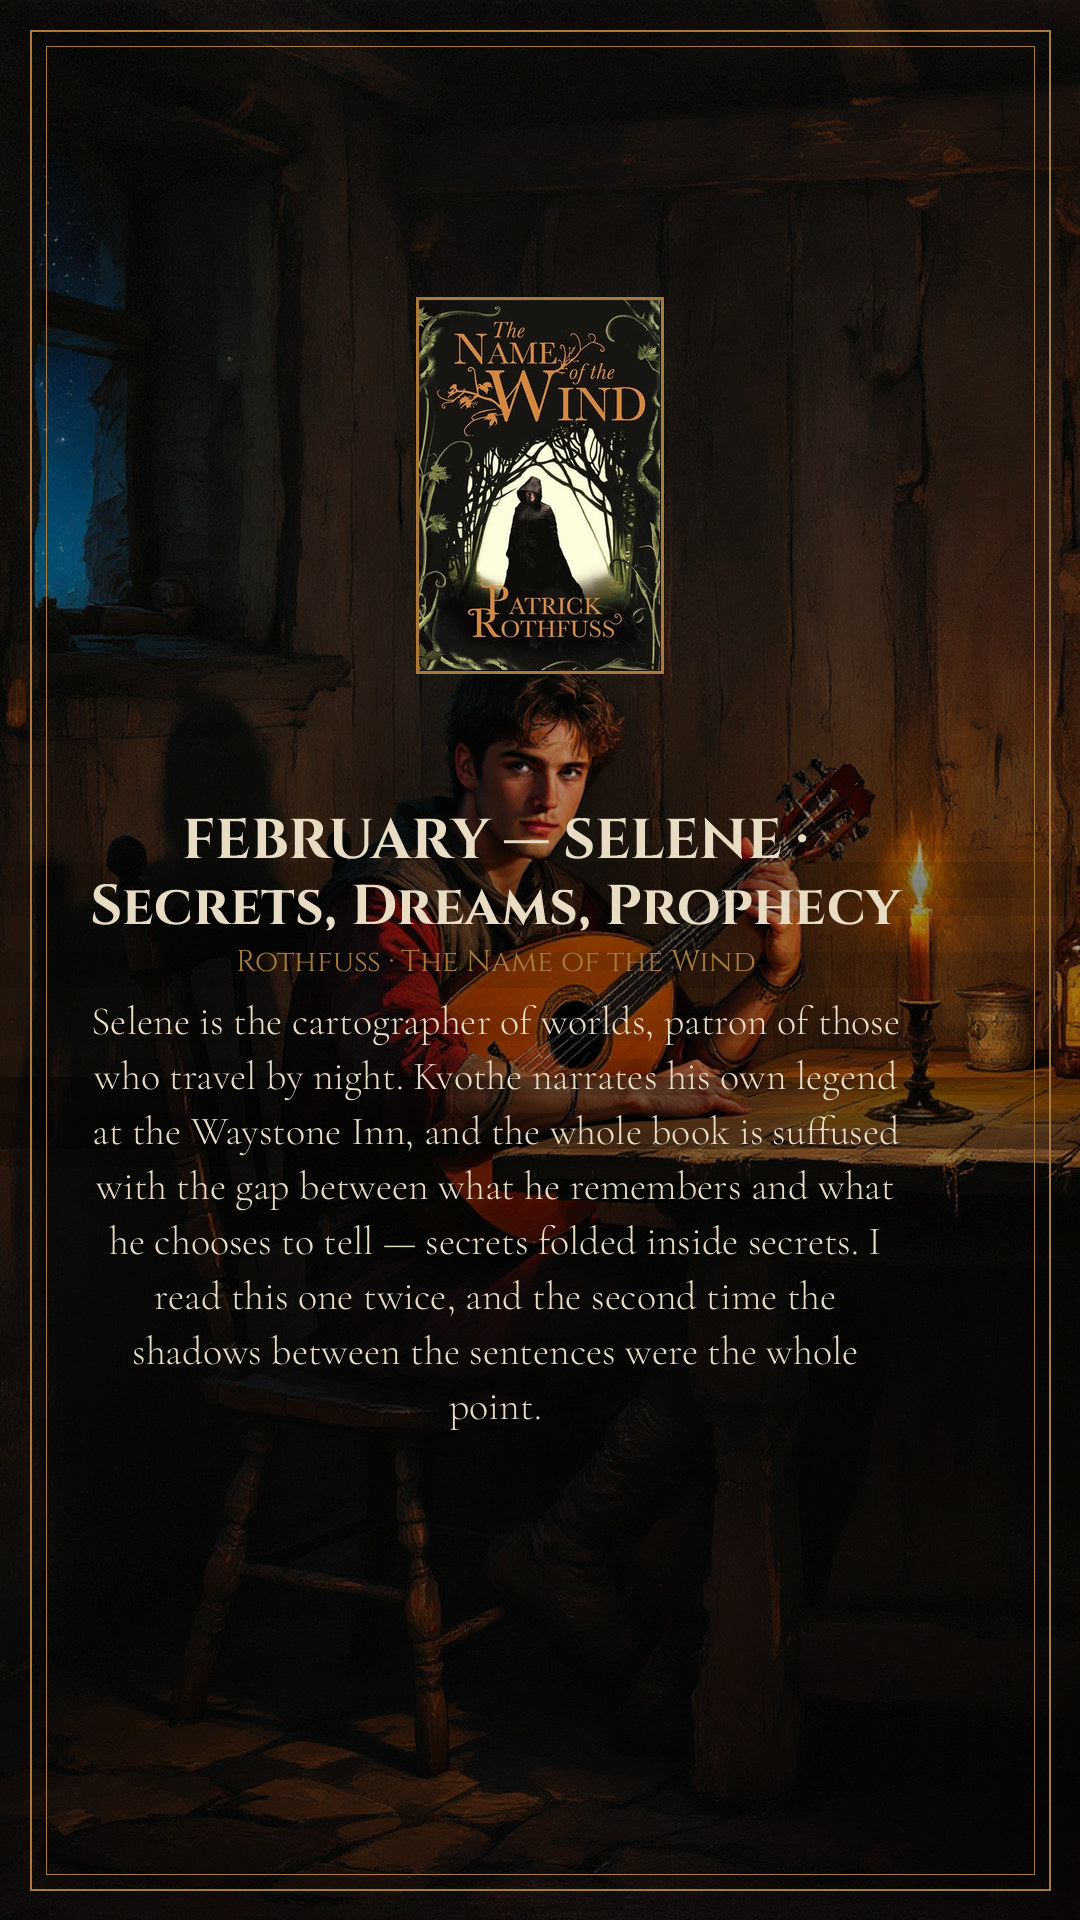 The
NAME
of the
WIND
PATRICK
ROTHFUSS
FEBRUARY — SELENE ·
SECRETS, DREAMS, PROPHECY
ROTHFUSS · THE NAME OF THE WIND
Selene is the cartographer of worlds, patron of those
who travel by night. Kvothe narrates his own legend
at the Waystone Inn, and the whole book is suffused
with the gap between what he remembers and what
he chooses to tell — secrets folded inside secrets. I
read this one twice, and the second time the
shadows between the sentences were the whole
point.